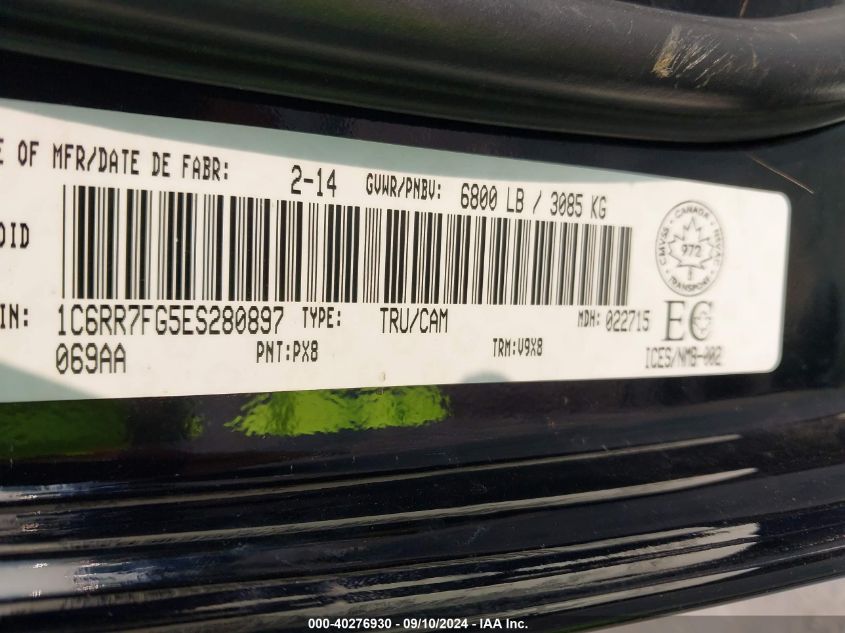 E OF MFR/DATE DE FABR: 2-14 GVWR/PNBV: 6800 LB / 3085 KG
OID
CANADA
CMVSS NSVAC
972
TRANSPORT
IN: 1C6RR7FG5ES280897 TYPE: TRU/CAM MDH: 022715 EC
069AA PNT:PX8 TRM:V9X8 ICES/NMB-002
000-40276930 - 09/10/2024 - IAA Inc.